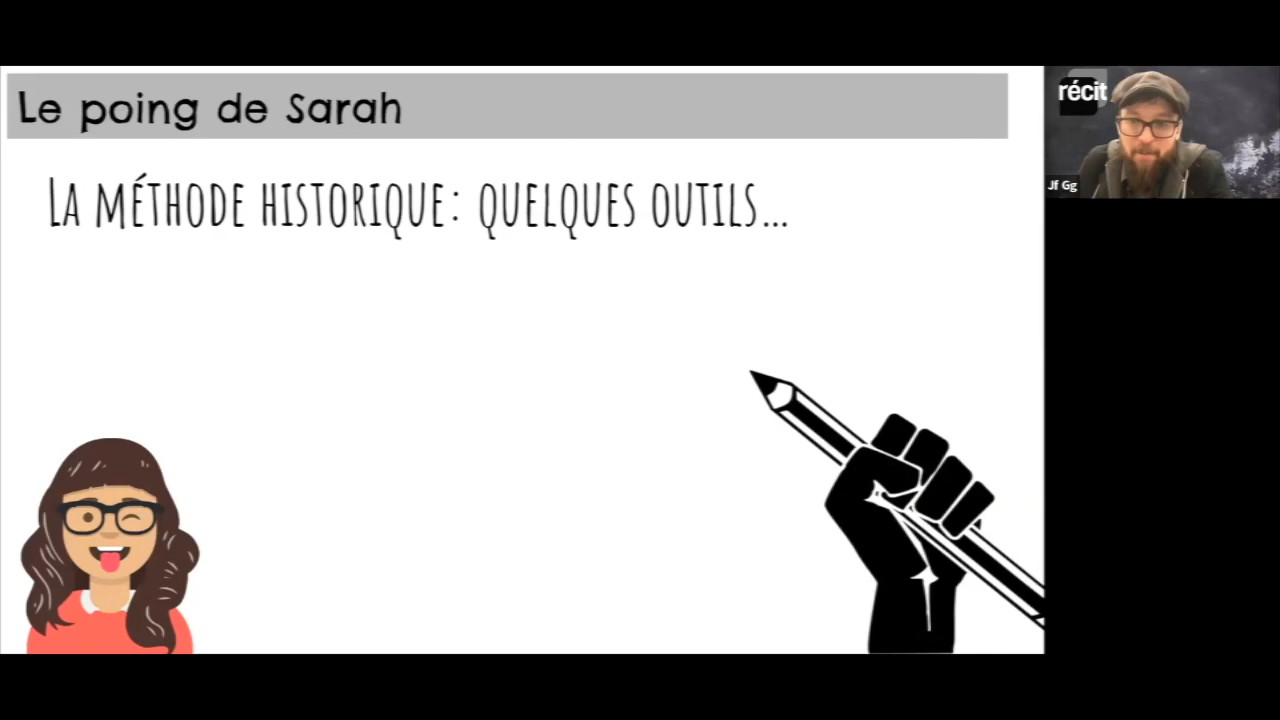 Le poing de Sarah
La méthode historique: quelques outils...
récit
Jf Gg